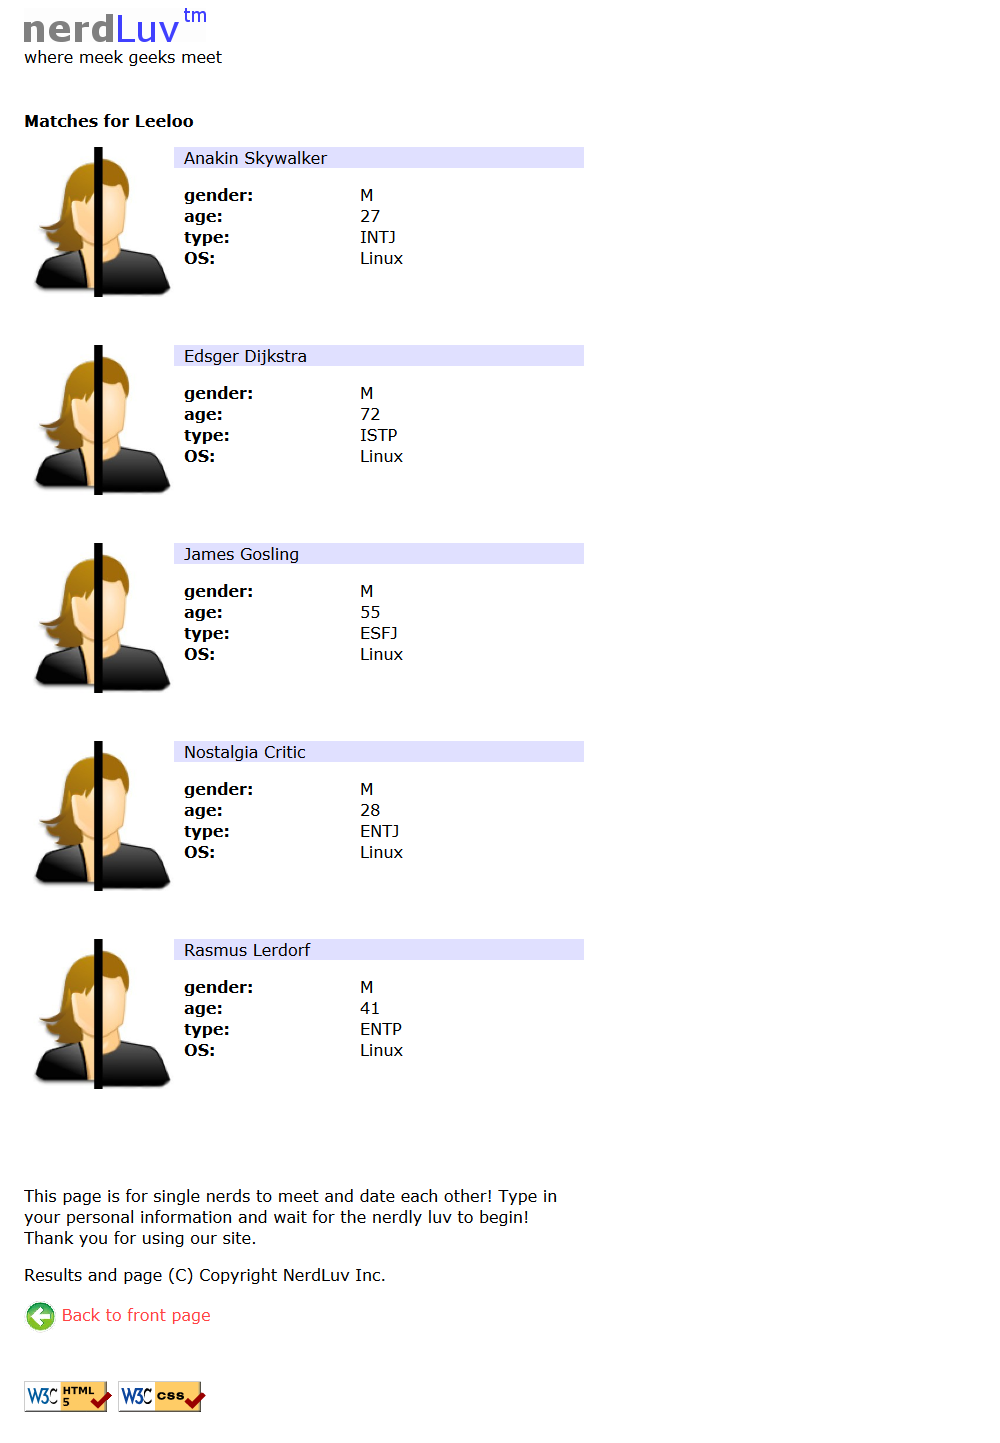 nerdLuv™
where meek geeks meet
Matches for Leeloo
Anakin Skywalker
gender: M
age: 27
type: INTJ
OS: Linux
Edsger Dijkstra
gender: M
age: 72
type: ISTP
OS: Linux
James Gosling
gender: M
age: 55
type: ESFJ
OS: Linux
Nostalgia Critic
gender: M
age: 28
type: ENTJ
OS: Linux
Rasmus Lerdorf
gender: M
age: 41
type: ENTP
OS: Linux
This page is for single nerds to meet and date each other! Type in
your personal information and wait for the nerdly luv to begin!
Thank you for using our site.
Results and page (C) Copyright NerdLuv Inc.
Back to front page
W3C HTML 5 W3C CSS